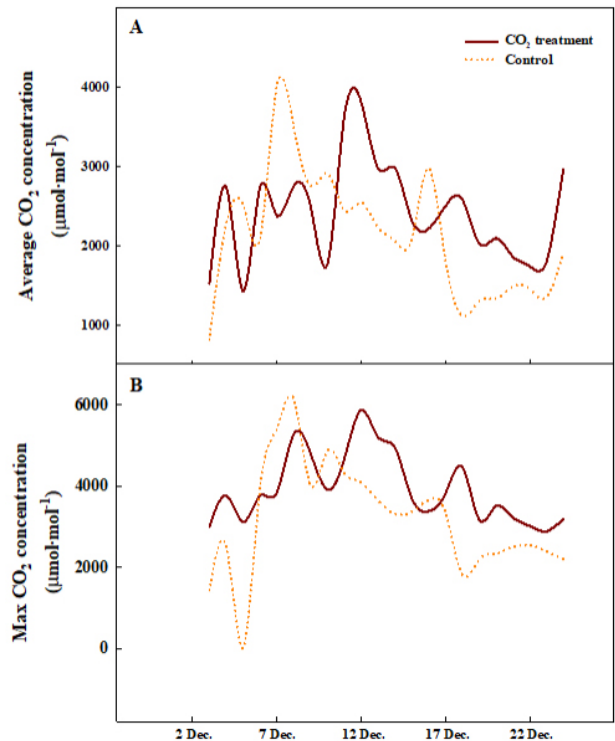 A
CO₂ treatment
Control
4000
3000
2000
1000
Average CO₂ concentration
(μmol·mol⁻¹)
B
6000
4000
2000
0
Max CO₂ concentration
(μmol·mol⁻¹)
2 Dec. 7 Dec. 12 Dec. 17 Dec. 22 Dec.